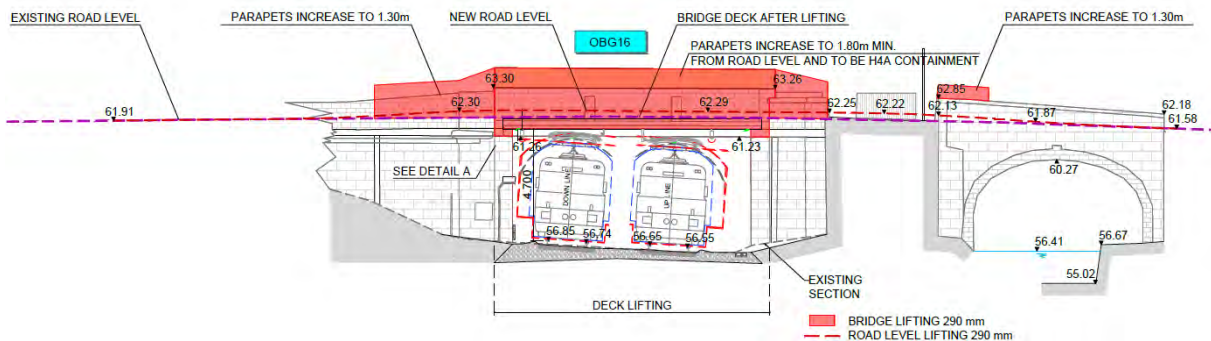 EXISTING ROAD LEVEL
PARAPETS INCREASE TO 1.30m
NEW ROAD LEVEL
BRIDGE DECK AFTER LIFTING
PARAPETS INCREASE TO 1.30m
OBG16
PARAPETS INCREASE TO 1.80m MIN.
FROM ROAD LEVEL AND TO BE H4A CONTAINMENT
63.30
63.26
62.85
61.91
62.30
62.29
62.25
62.22
62.13
61.87
62.18
61.58
61.26
61.23
SEE DETAIL A
4.700
DOWN LINE
UP LINE
60.27
56.85
56.74
56.65
56.55
56.41
56.67
55.02
EXISTING
SECTION
DECK LIFTING
BRIDGE LIFTING 290 mm
ROAD LEVEL LIFTING 290 mm